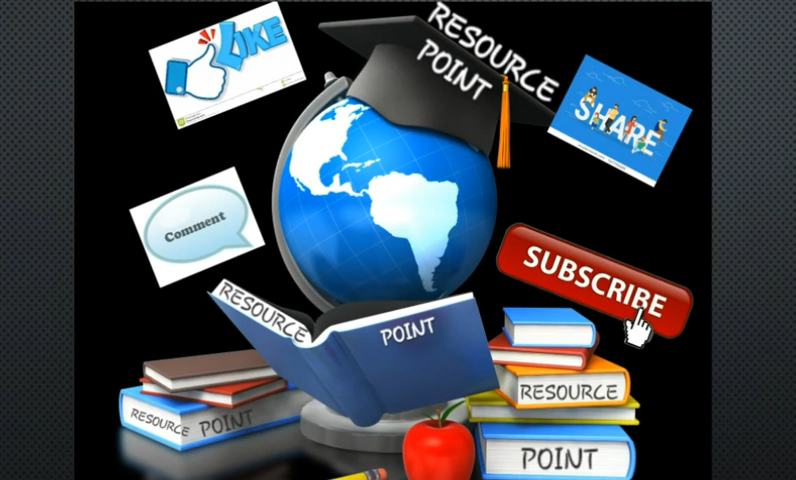 LIKE
RESOURCE
POINT
SHARE
Comment
SUBSCRIBE
RESOURCE
POINT
RESOURCE POINT
RESOURCE
POINT